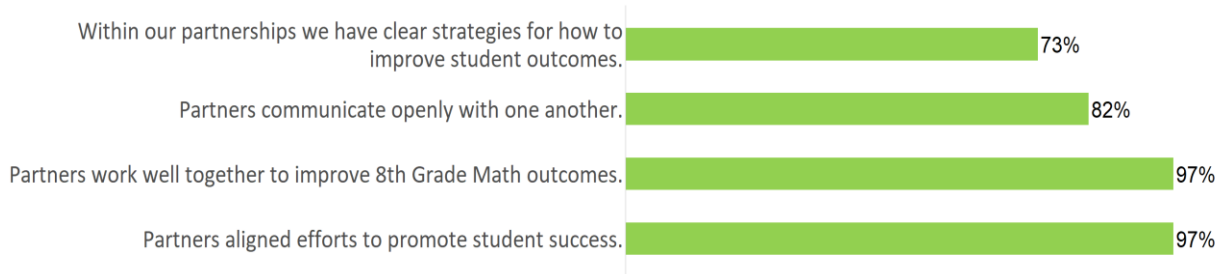 Within our partnerships we have clear strategies for how to
improve student outcomes.
73%
Partners communicate openly with one another.
82%
Partners work well together to improve 8th Grade Math outcomes.
97%
Partners aligned efforts to promote student success.
97%